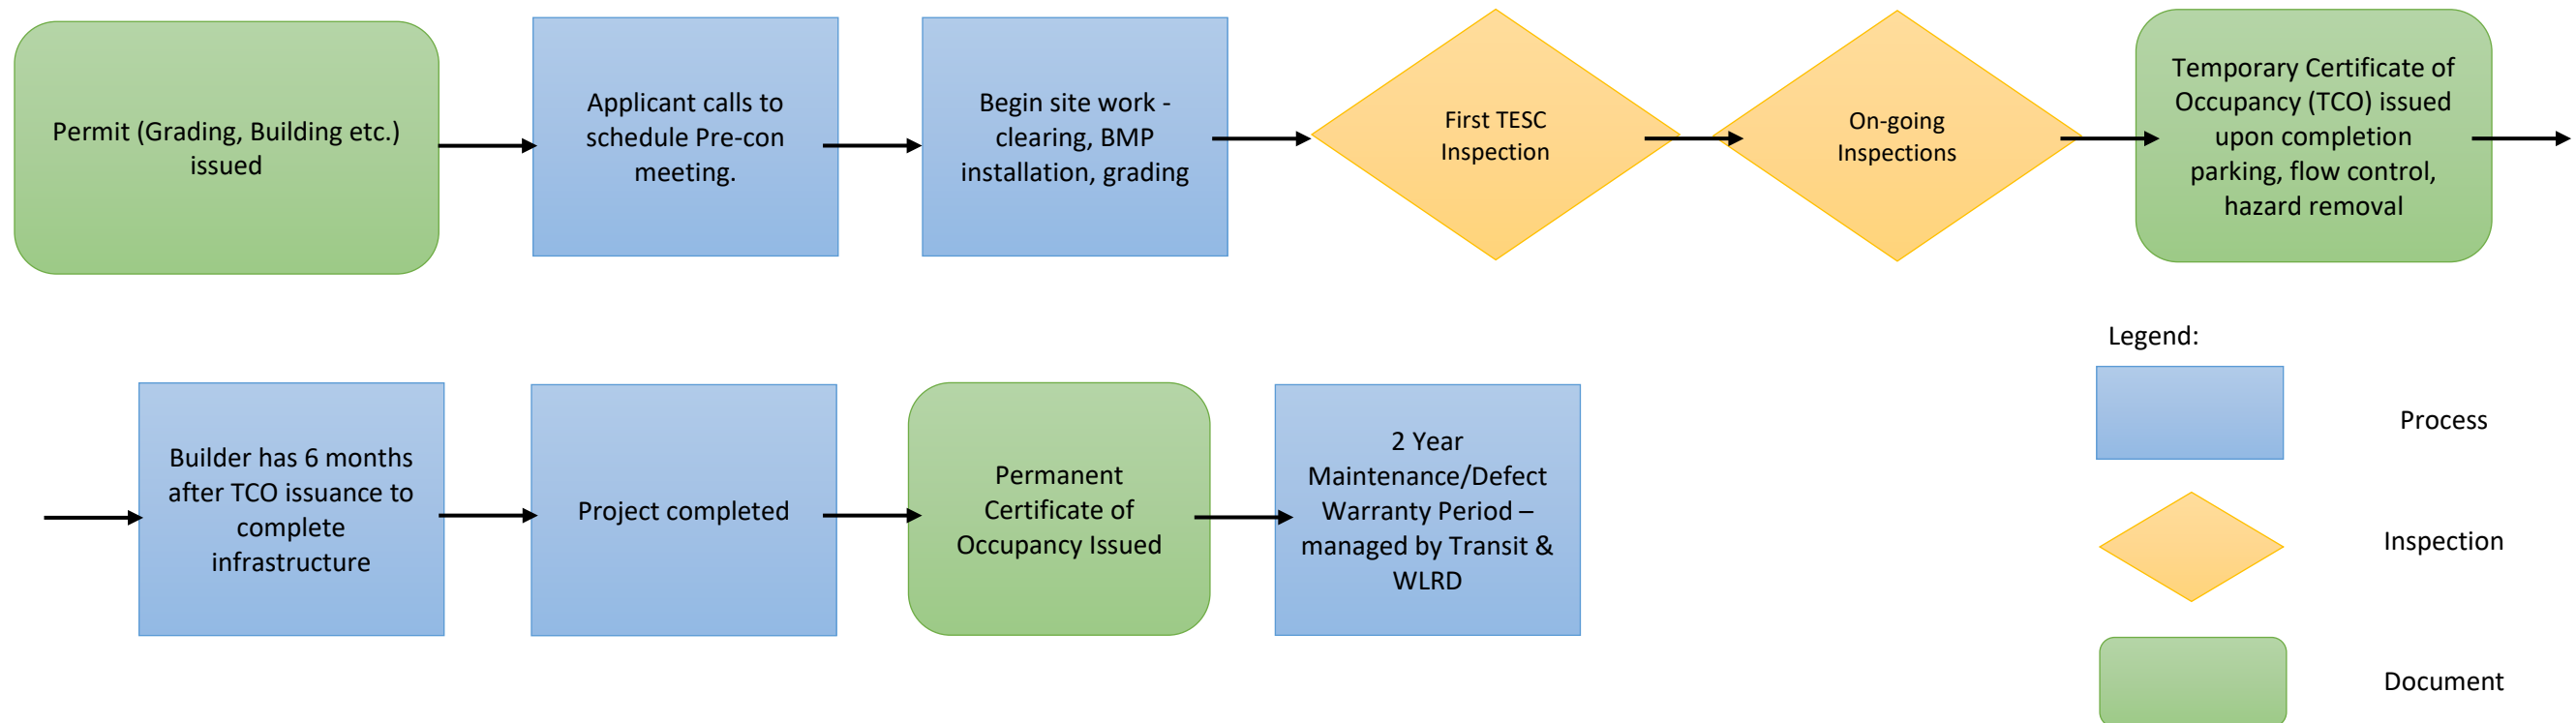 Permit (Grading, Building etc.)
issued
Applicant calls to
schedule Pre-con
meeting.
Begin site work -
clearing, BMP
installation, grading
First TESC
Inspection
On-going
Inspections
Temporary Certificate of
Occupancy (TCO) issued
upon completion
parking, flow control,
hazard removal
Builder has 6 months
after TCO issuance to
complete
infrastructure
Project completed
Permanent
Certificate of
Occupancy Issued
2 Year
Maintenance/Defect
Warranty Period –
managed by Transit &
WLRD
Legend:
Process
Inspection
Document